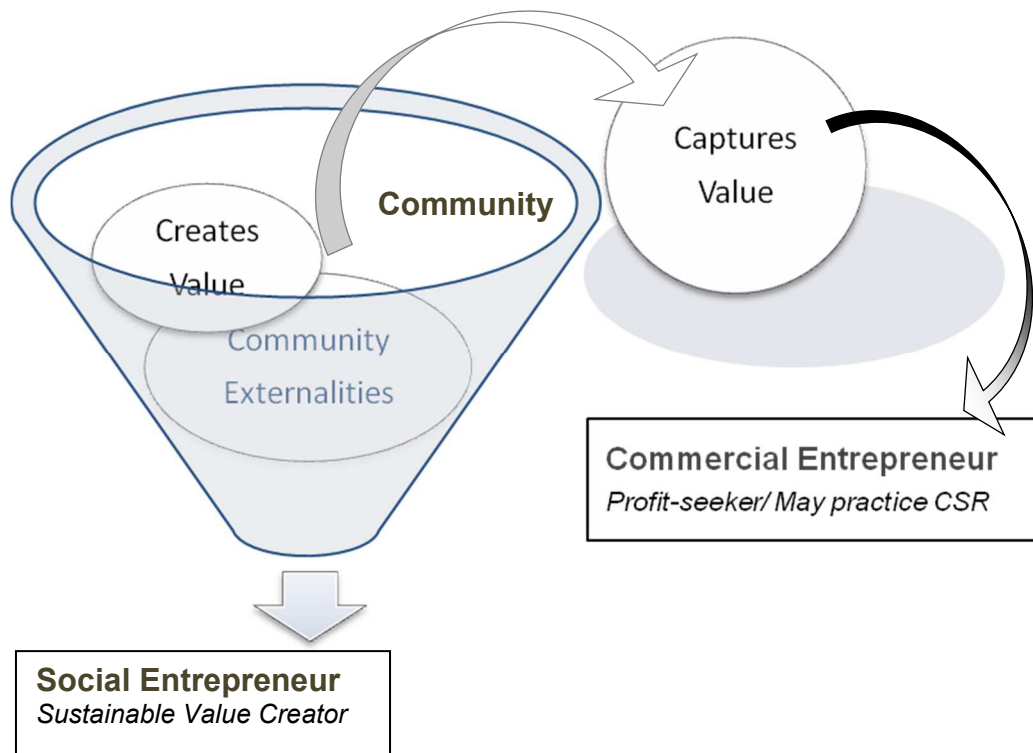 Captures
Value
Community
Creates
Value
Community
Externalities
Commercial Entrepreneur
Profit-seeker/ May practice CSR
Social Entrepreneur
Sustainable Value Creator